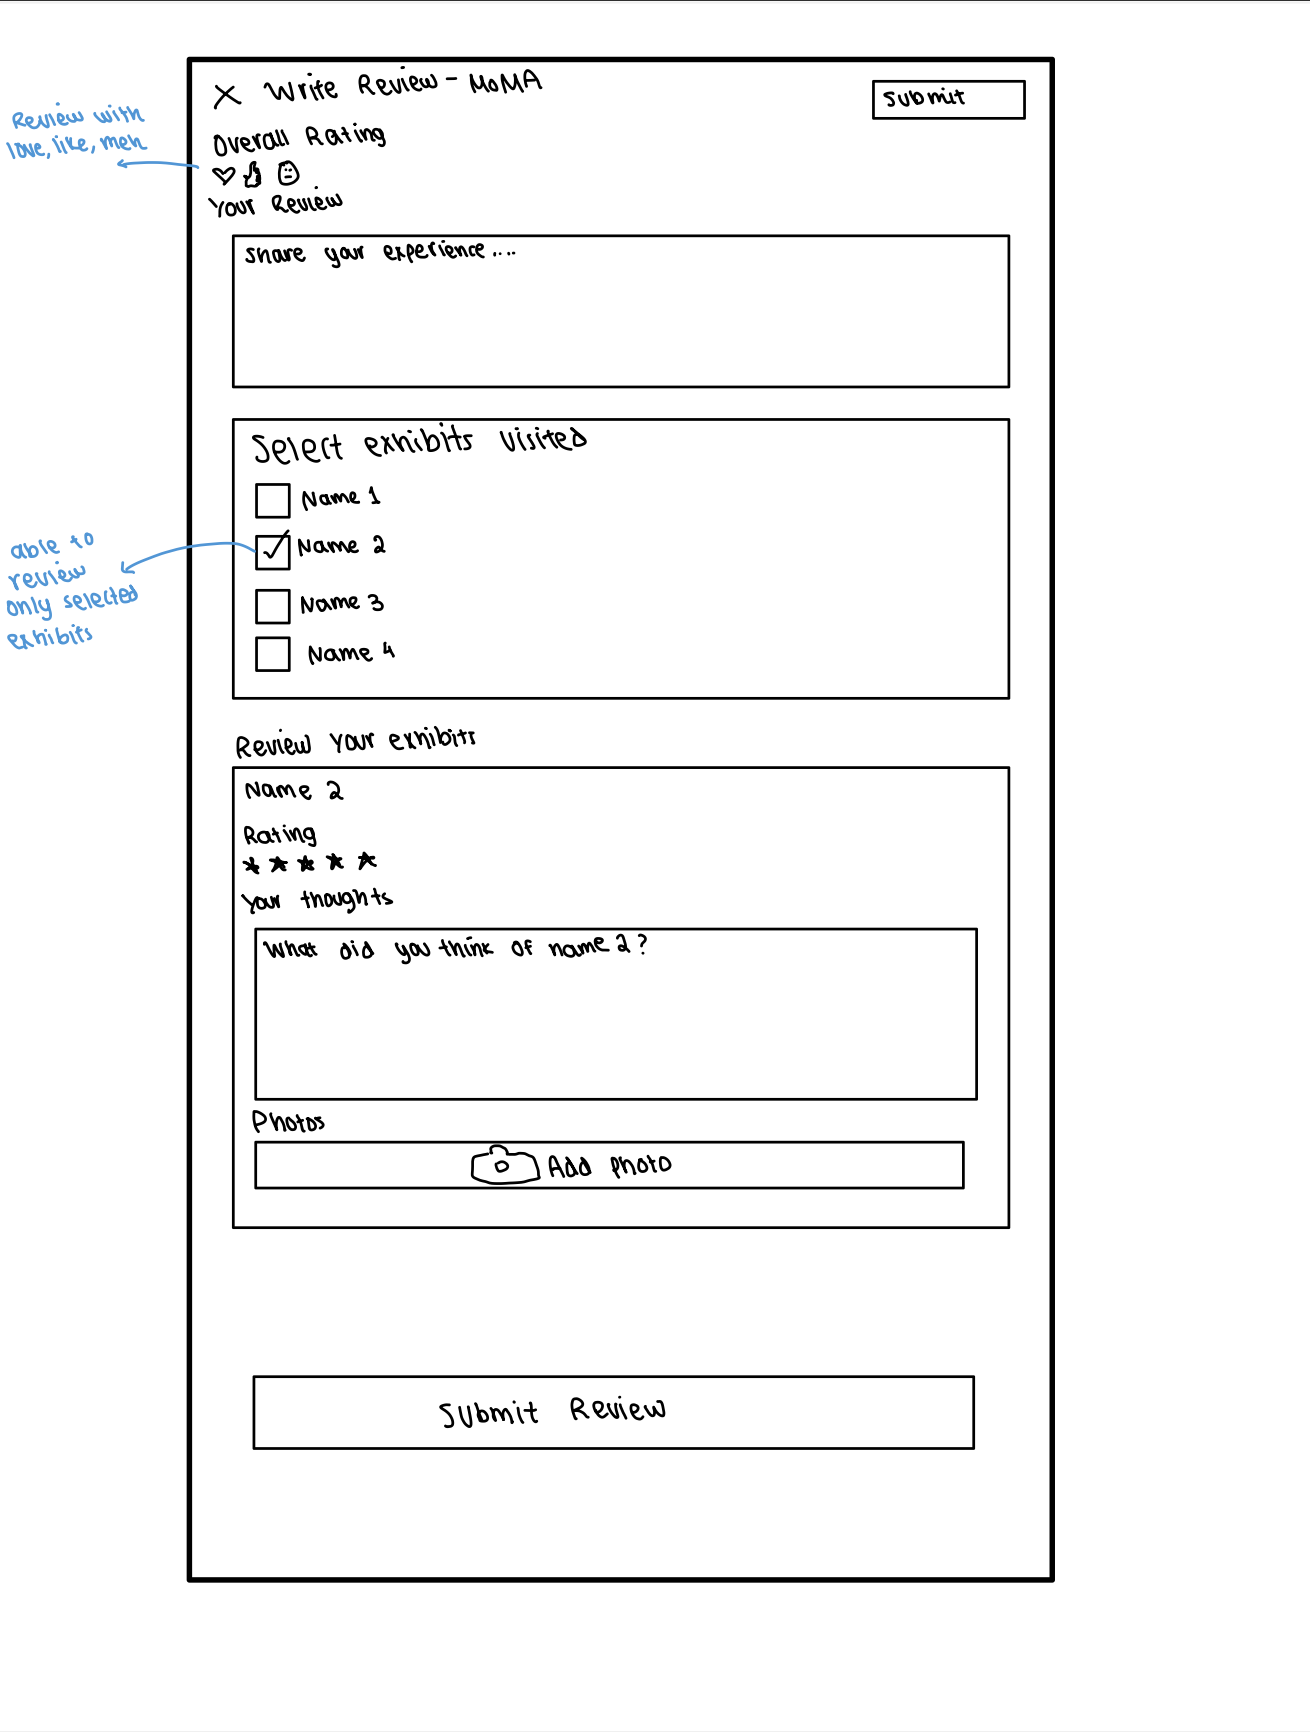 X Write Review - MoMA
Submit
Review with
love, like, meh
Overall Rating
Your Review
Share your experience....
Select exhibits visited
Name 1
Name 2
Name 3
Name 4
able to
review
only selected
exhibits
Review your exhibits
Name 2
Rating
Your thoughts
What did you think of name 2?
Photos
Add photo
Submit Review